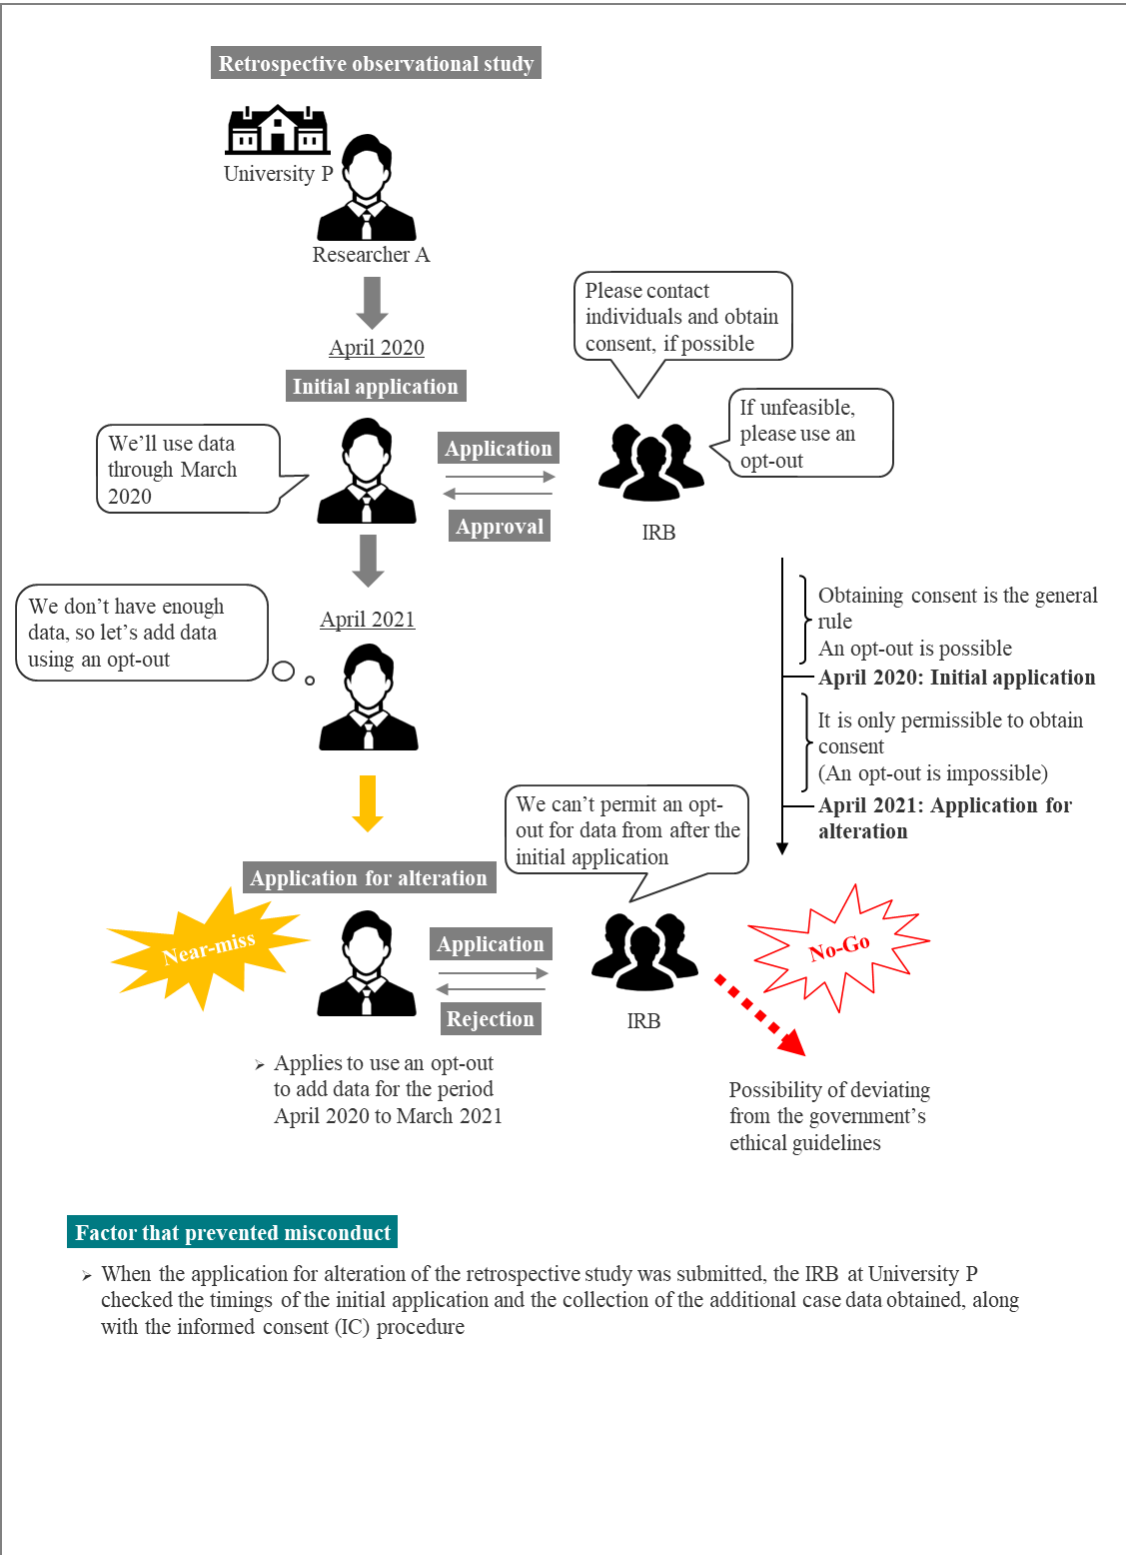 Retrospective observational study
University P
Researcher A
April 2020
Initial application
We'll use data
through March
2020
Application
Approval
Please contact
individuals and obtain
consent, if possible
If unfeasible,
please use an
opt-out
IRB
We don't have enough
data, so let's add data
using an opt-out
April 2021
Obtaining consent is the general
rule
An opt-out is possible
April 2020: Initial application
It is only permissible to obtain
consent
(An opt-out is impossible)
April 2021: Application for
alteration
We can't permit an opt-
out for data from after the
initial application
Application for alteration
Near-miss
Application
Rejection
IRB
No-Go
➢ Applies to use an opt-out
to add data for the period
April 2020 to March 2021
Possibility of deviating
from the government's
ethical guidelines
Factor that prevented misconduct
➢ When the application for alteration of the retrospective study was submitted, the IRB at University P
checked the timings of the initial application and the collection of the additional case data obtained, along
with the informed consent (IC) procedure